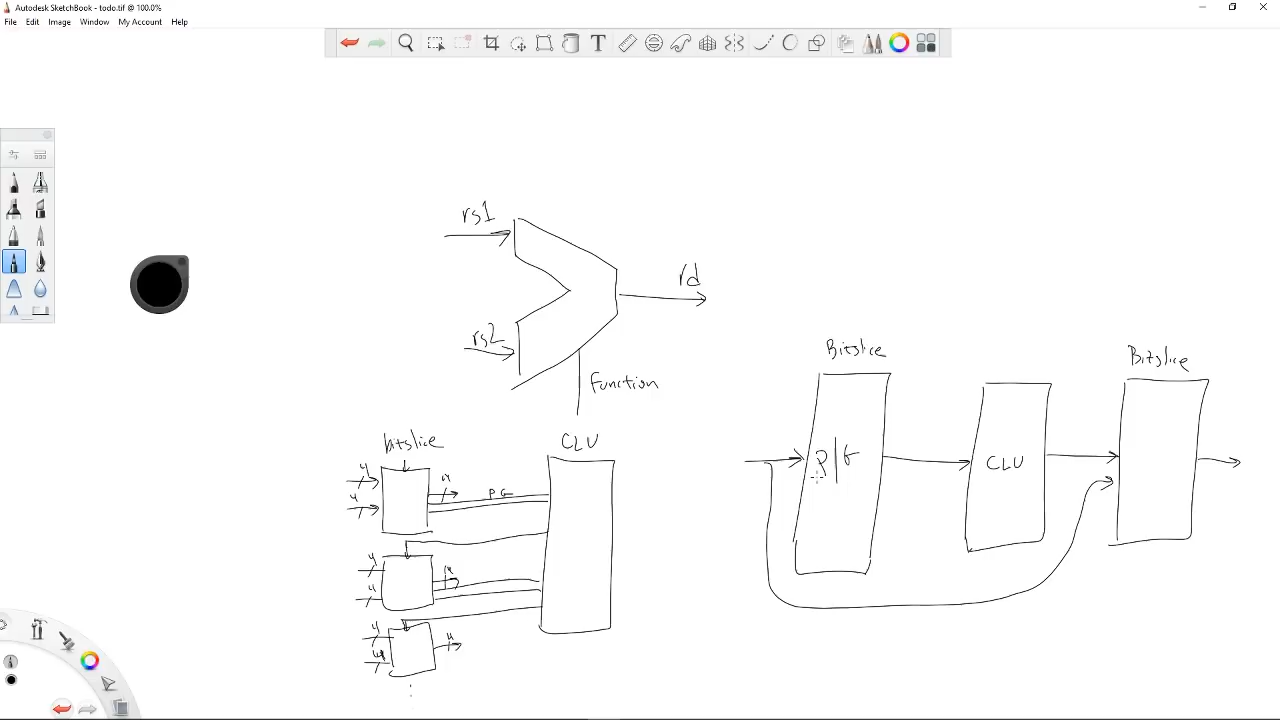 Autodesk SketchBook - todo.tif @ 100.0%
File Edit Image Window My Account Help
rs1
rd
rs2
Function
Bitslice
Bitslice
bitslice
CLU
P/G
CLU
4
4
4
PG
4
4
4
4
4
4
4